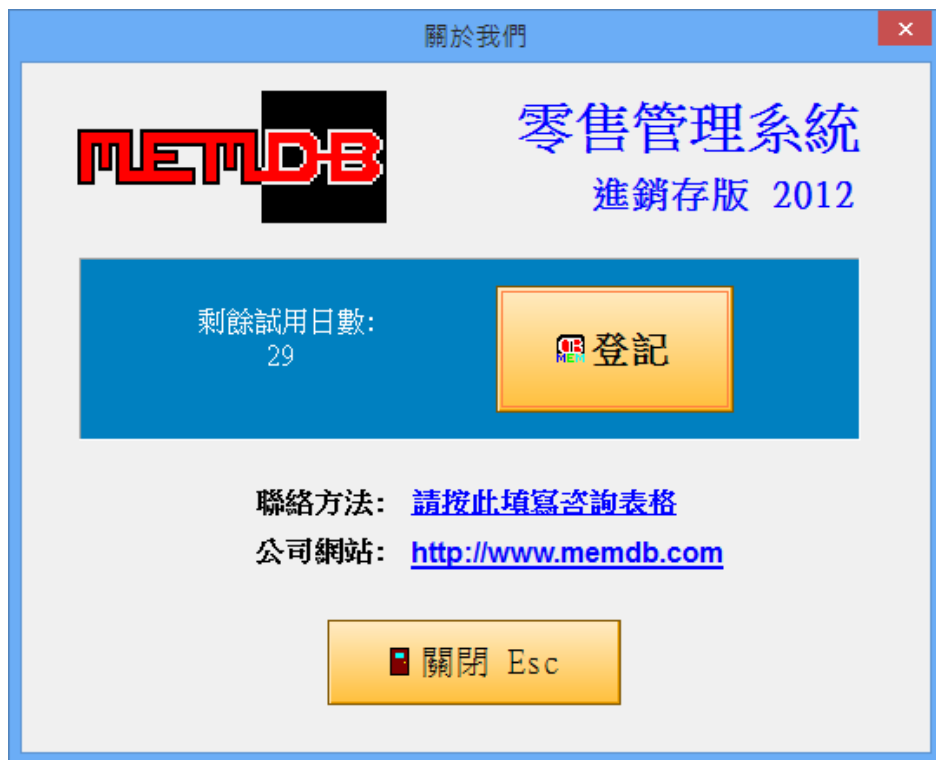 關於我們
MEMDB
零售管理系統
進銷存版 2012
剩餘試用日數:
29
登記
聯絡方法: 請按此填寫咨詢表格
公司網站: http://www.memdb.com
關閉 Esc